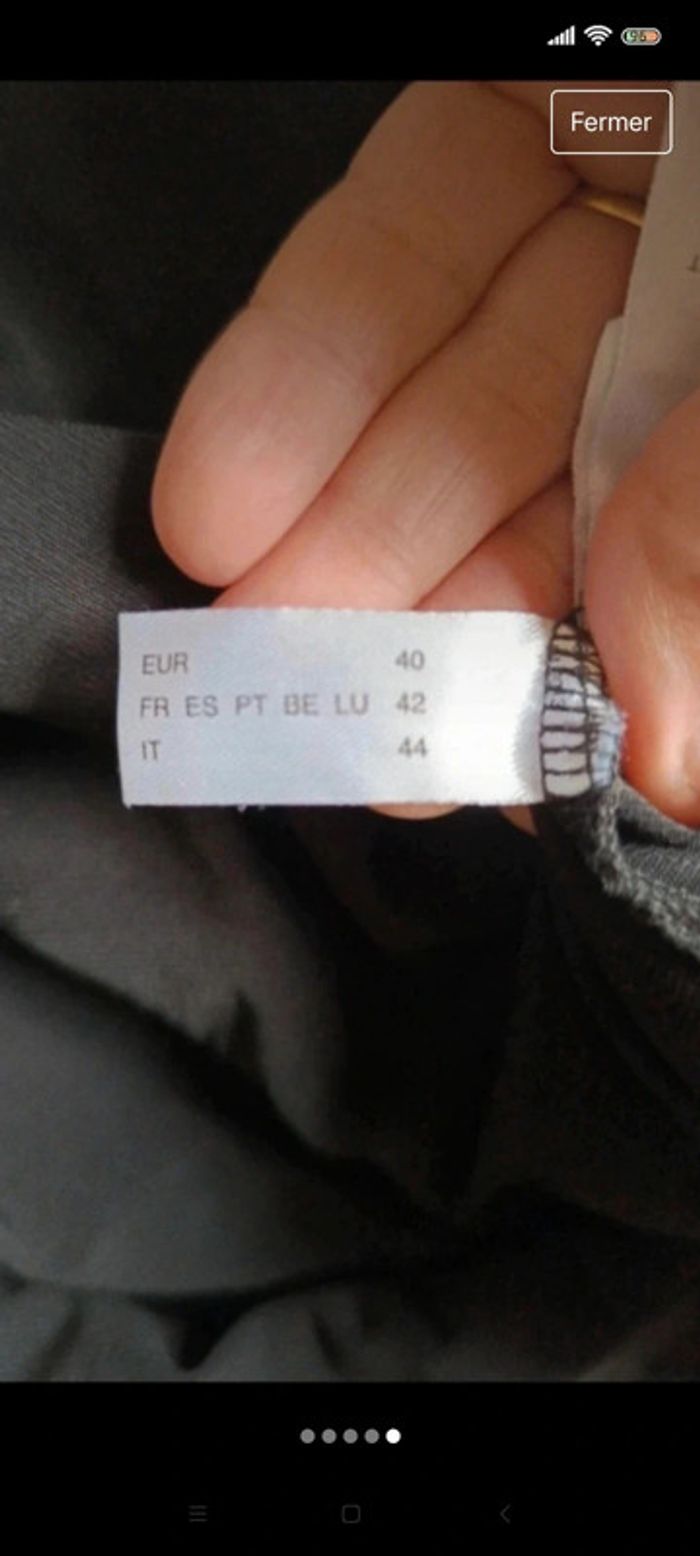 Fermer
EUR 40
FR ES PT BE LU 42
IT 44